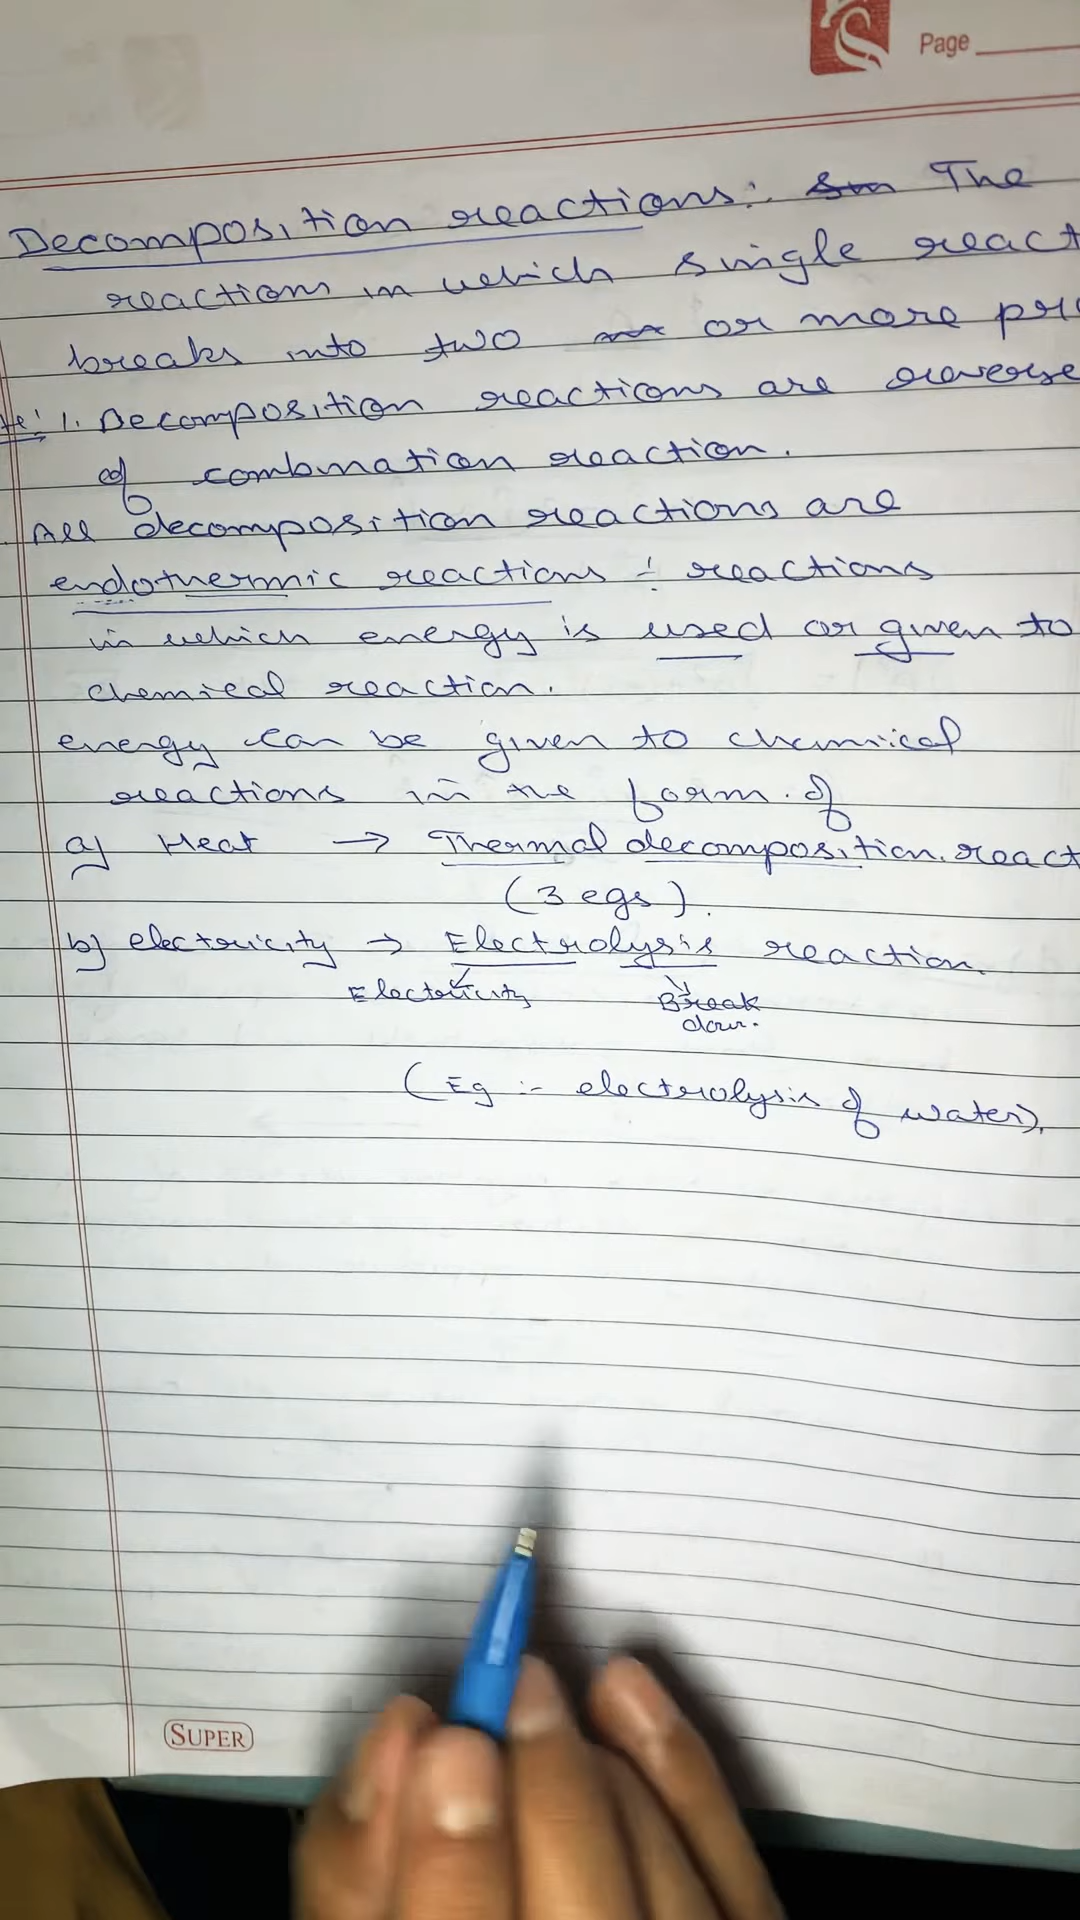 Page
Decomposition reactions: The
reactions in which single react
breaks into two or more pro
te: 1. Decomposition reactions are reverse
of combination reaction.
All decomposition reactions are
endothermic reactions :- reactions
in which energy is used or given to
chemical reaction.
energy can be given to chemical
reactions in the form of
a) Heat → Thermal decomposition react
(3 egs).
b) electricity → Electrolysis reaction.
Electricity Break
down.
(Eg :- electrolysis of water).
SUPER